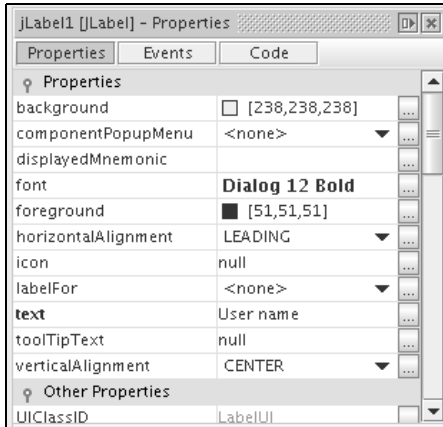 jLabel1 [JLabel] - Properties
Properties Events Code
Properties
background [238,238,238] ...
componentPopupMenu <none> ...
displayedMnemonic ...
font Dialog 12 Bold ...
foreground [51,51,51] ...
horizontalAlignment LEADING ...
icon null ...
labelFor <none> ...
text User name ...
toolTipText null ...
verticalAlignment CENTER ...
Other Properties
UIClassID LabelUI